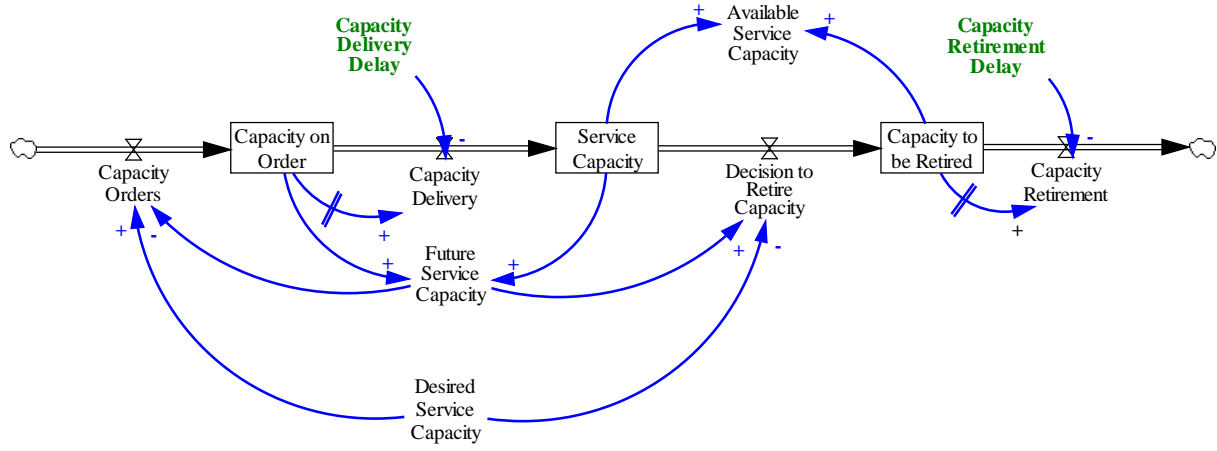 Capacity
Delivery
Delay
+
Available
Service
Capacity
+
Capacity
Retirement
Delay
Capacity on
Order
-
Service
Capacity
Capacity to
be Retired
-
Capacity
Orders
Capacity
Delivery
Decision to
Retire
Capacity
Capacity
Retirement
+
-
+
+
+
+
-
+
Future
Service
Capacity
Desired
Service
Capacity